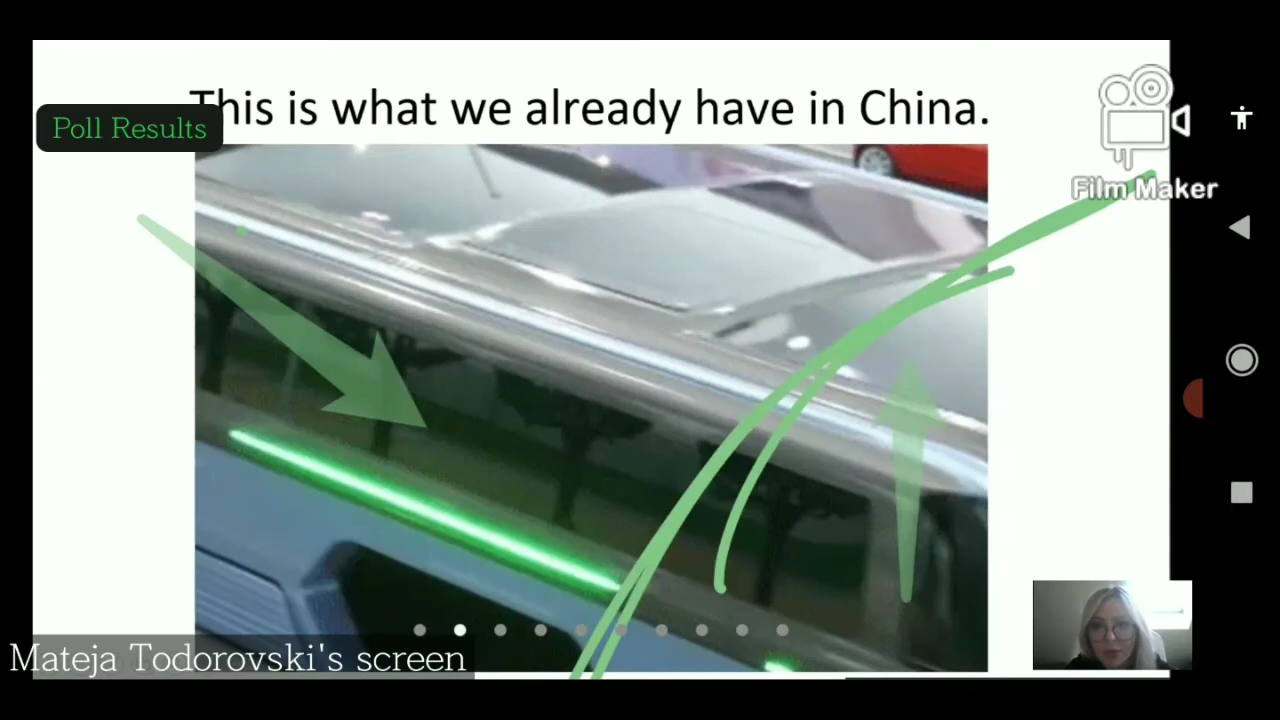 This is what we already have in China.
Poll Results
Film Maker
Mateja Todorovski's screen